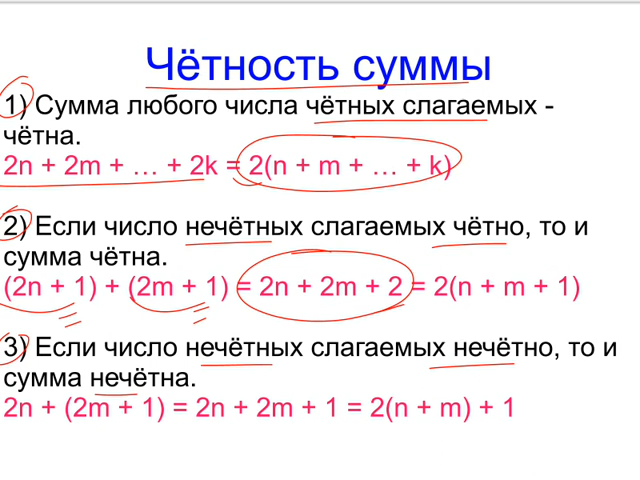 Чётность суммы
1) Сумма любого числа чётных слагаемых -
чётна.
2n + 2m + … + 2k = 2(n + m + … + k)
2) Если число нечётных слагаемых чётно, то и
сумма чётна.
(2n + 1) + (2m + 1) = 2n + 2m + 2 = 2(n + m + 1)
3) Если число нечётных слагаемых нечётно, то и
сумма нечётна.
2n + (2m + 1) = 2n + 2m + 1 = 2(n + m) + 1